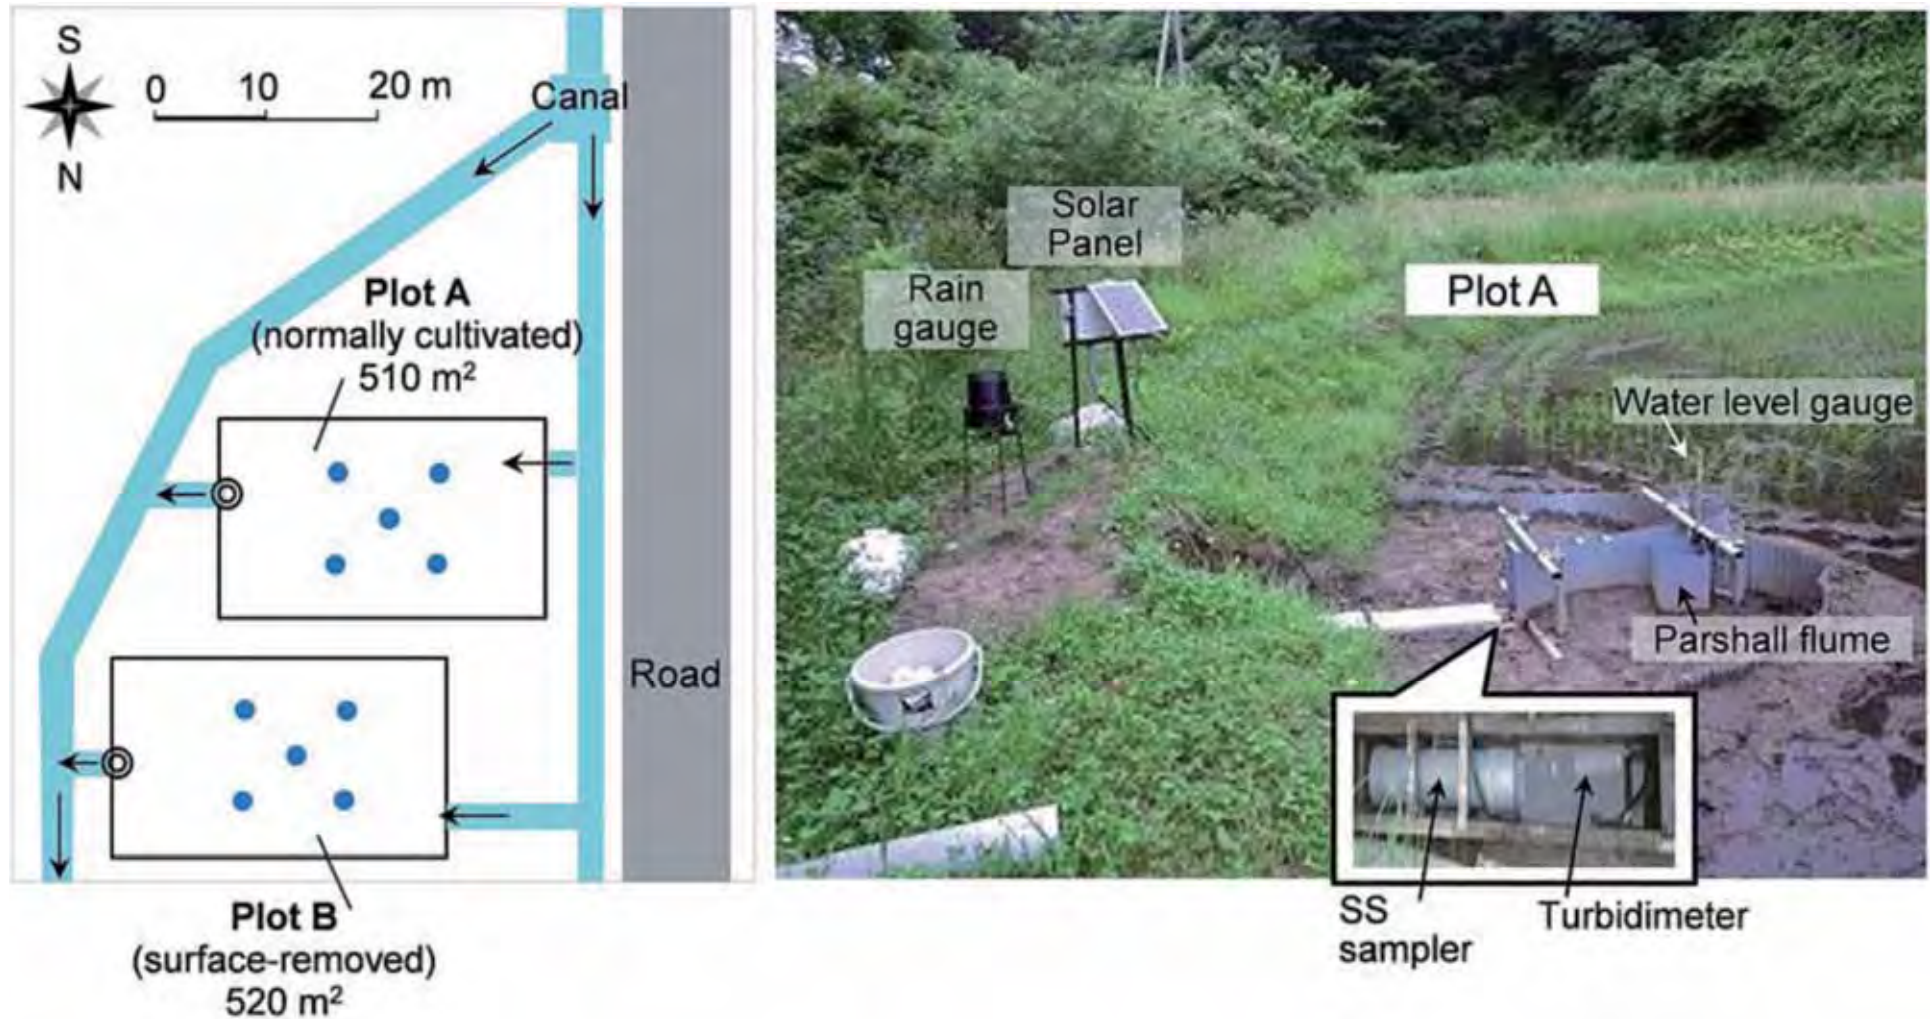 S
N
0 10 20 m
Canal
Plot A
(normally cultivated)
510 m²
Road
Plot B
(surface-removed)
520 m²
Solar
Panel
Rain
gauge
Plot A
Water level gauge
Parshall flume
SS
sampler
Turbidimeter